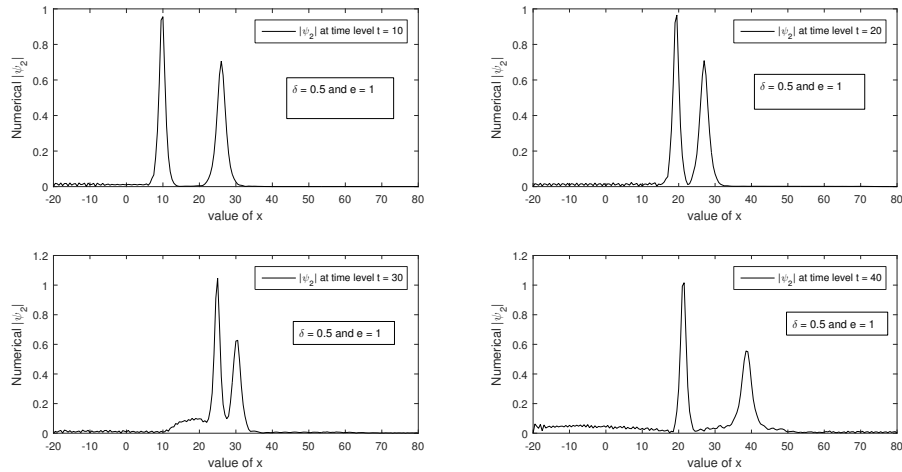 1
0.8
0.6
0.4
0.2
0
Numerical |ψ2|
-20 -10 0 10 20 30 40 50 60 70 80
value of x
|ψ2| at time level t = 10
δ = 0.5 and e = 1
1
0.8
0.6
0.4
0.2
0
Numerical |ψ2|
-20 -10 0 10 20 30 40 50 60 70 80
value of x
|ψ2| at time level t = 20
δ = 0.5 and e = 1
1.2
1
0.8
0.6
0.4
0.2
0
Numerical |ψ2|
-20 -10 0 10 20 30 40 50 60 70 80
value of x
|ψ2| at time level t = 30
δ = 0.5 and e = 1
1.2
1
0.8
0.6
0.4
0.2
0
Numerical |ψ2|
-20 -10 0 10 20 30 40 50 60 70 80
value of x
|ψ2| at time level t = 40
δ = 0.5 and e = 1